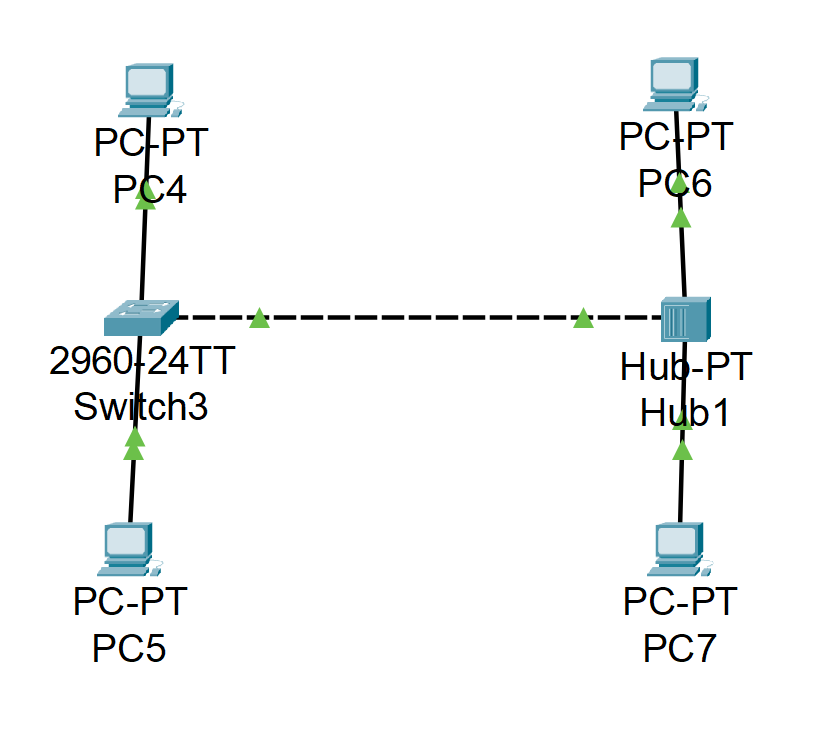 PC-PT
PC4
PC-PT
PC6
2960-24TT
Switch3
Hub-PT
Hub1
PC-PT
PC5
PC-PT
PC7